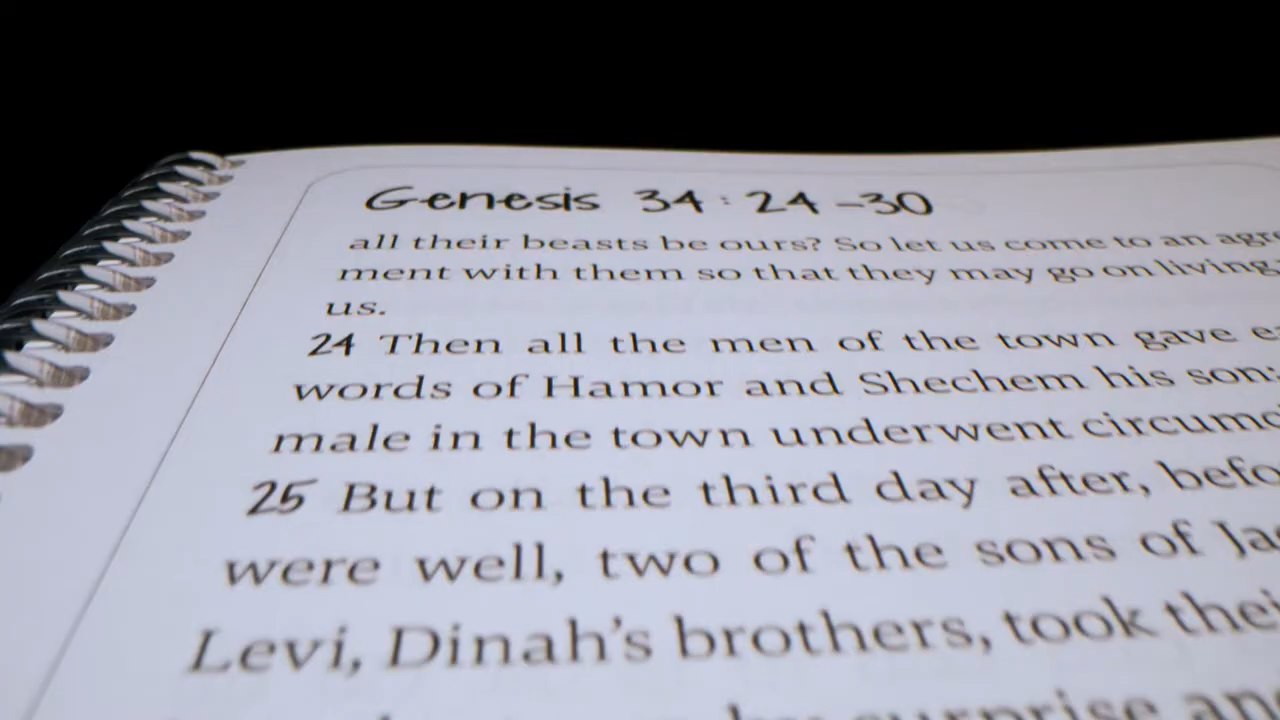 Genesis 34:24-30
all their beasts be ours? So let us come to an
ment with them so that they may go on living
us.
24 Then all the men of the town gave
words of Hamor and Shechem his son:
male in the town underwent
25 But on the third day after,
were well, two of the sons of
Levi, Dinah's brothers, took
by surprise